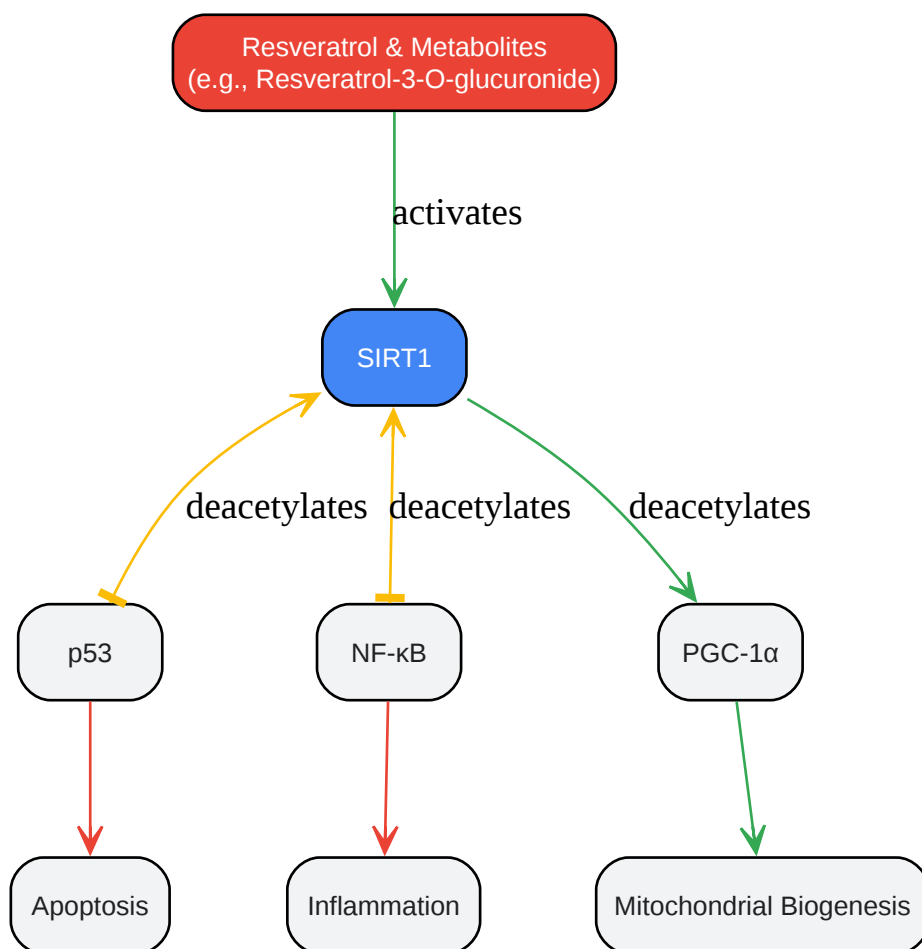 Resveratrol & Metabolites
(e.g., Resveratrol-3-O-glucuronide)
activates
SIRT1
deacetylates
deacetylates
deacetylates
p53
NF-κB
PGC-1α
Apoptosis
Inflammation
Mitochondrial Biogenesis